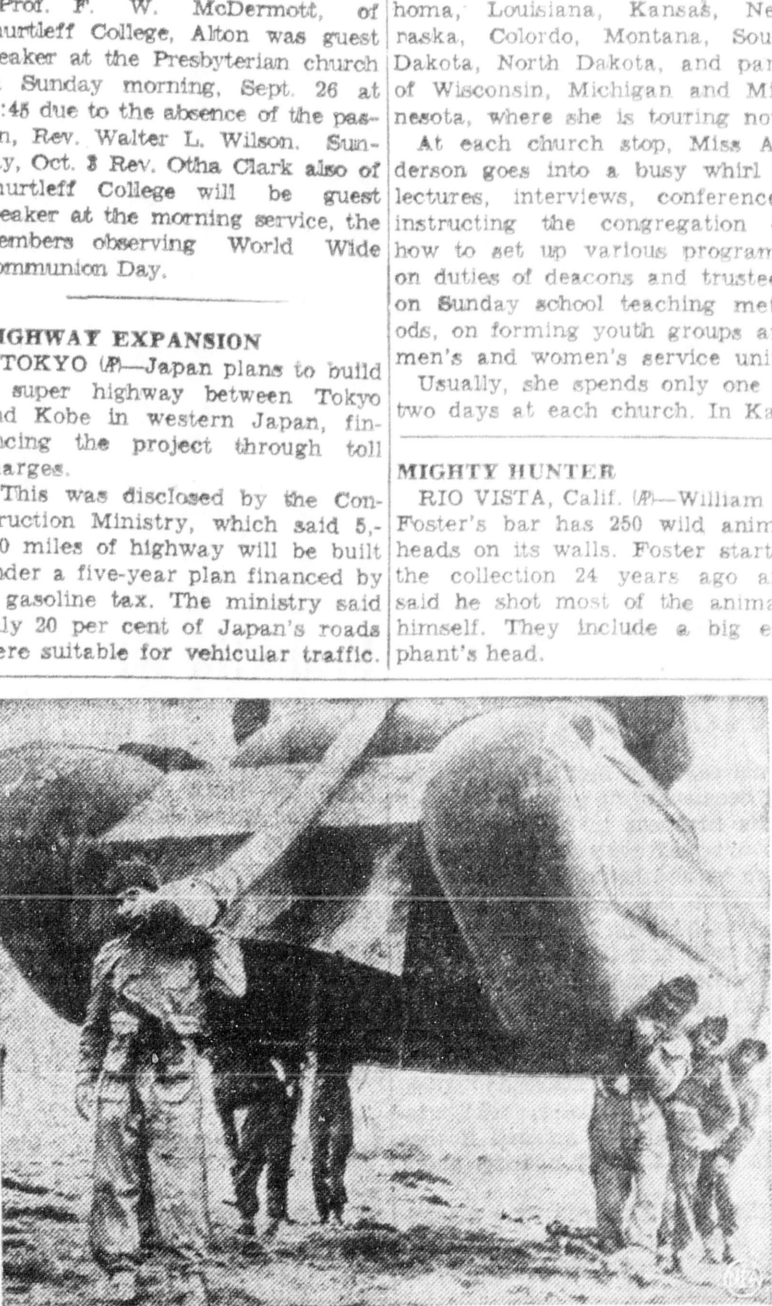 Prof. F. W. McDermott, of
hurtleff College, Alton was guest
eaker at the Presbyterian church
Sunday morning, Sept. 26 at
:45 due to the absence of the pas-
n, Rev. Walter L. Wilson. Sun-
y, Oct. 3 Rev. Otha Clark also of
hurtleff College will be guest
eaker at the morning service, the
embers observing World Wide
ommunion Day.
IGHWAY EXPANSION
TOKYO (AP)—Japan plans to build
super highway between Tokyo
nd Kobe in western Japan, fin-
ncing the project through toll
arges.
This was disclosed by the Con-
ruction Ministry, which said 5,-
0 miles of highway will be built
nder a five-year plan financed by
gasoline tax. The ministry said
ly 20 per cent of Japan's roads
ere suitable for vehicular traffic.
homa, Louisiana, Kansas, Ne
raska, Colordo, Montana, Sou
Dakota, North Dakota, and par
of Wisconsin, Michigan and Mi
nesota, where she is touring no
At each church stop, Miss A
derson goes into a busy whirl
lectures, interviews, conference
instructing the congregation
how to set up various program
on duties of deacons and trustee
on Sunday school teaching met
ods, on forming youth groups a
men's and women's service uni
Usually, she spends only one
two days at each church. In Ka
MIGHTY HUNTER
RIO VISTA, Calif. (AP)—William
Foster's bar has 250 wild anim
heads on its walls. Foster start
the collection 24 years ago a
said he shot most of the anima
himself. They include a big e
phant's head.
NEA